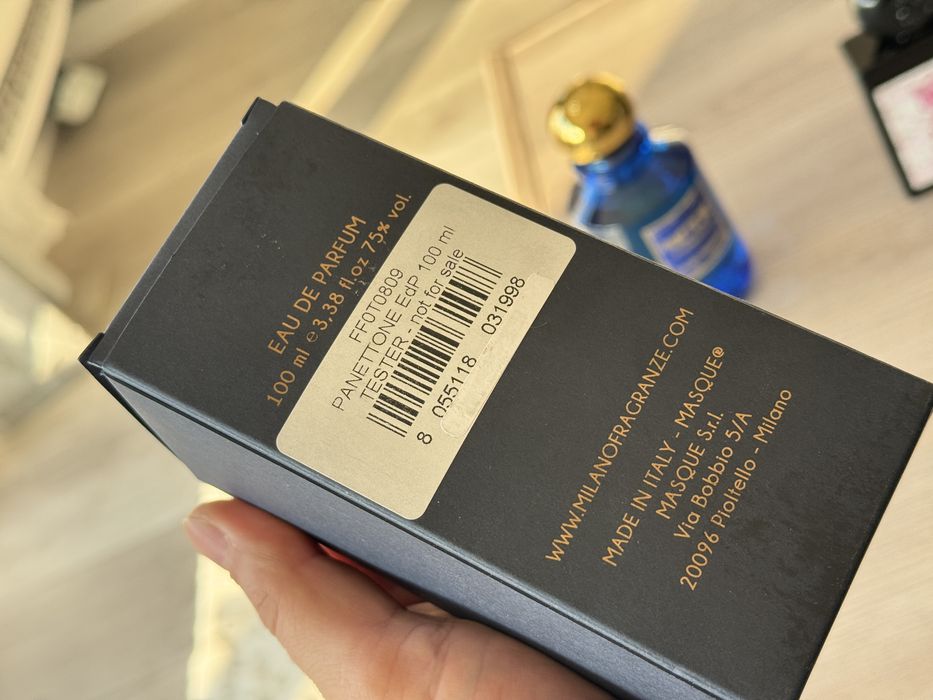 EAU DE PARFUM
100 ml e 3,38 fl.oz 75% vol.
FF0T0809
PANETTONE EdP 100 ml
TESTER - not for sale
8 055118 031998
WWW.MILANOFRAGRANZE.COM
MADE IN ITALY - MASQUE®
MASQUE S.r.l.
Via Bobbio 5/A
20096 Pioltello - Milano